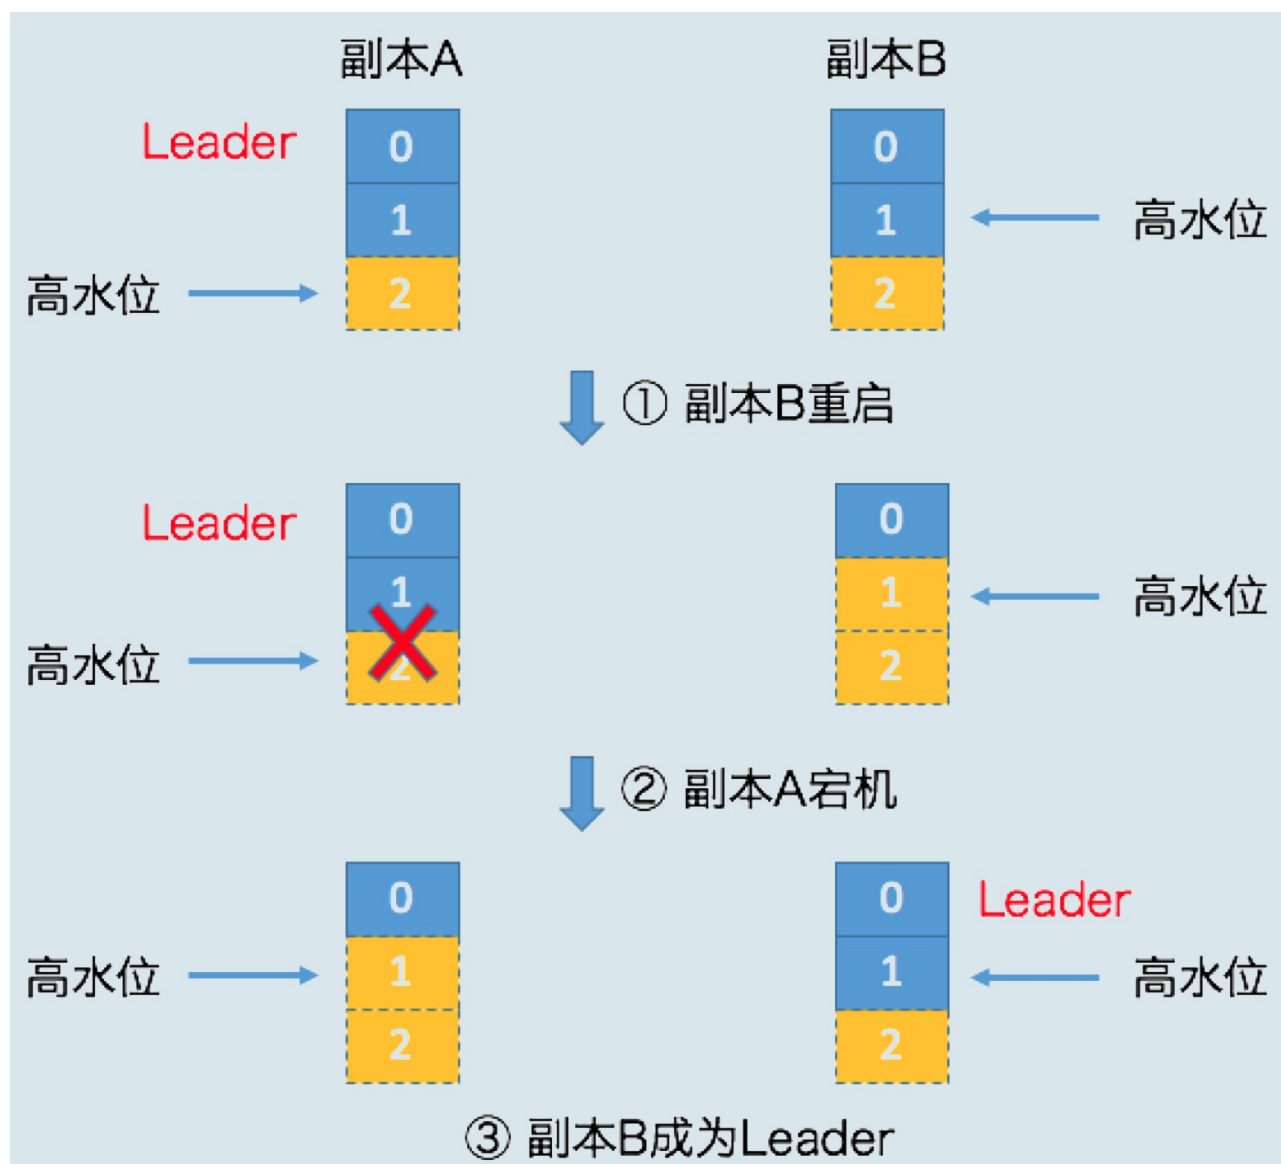 副本A 副本B
Leader 0 0
1 1 高水位
高水位 2 2
① 副本B重启
Leader 0 0
1 1 高水位
高水位 2 2
② 副本A宕机
0 0 Leader
高水位 1 1 高水位
2 2
③ 副本B成为Leader